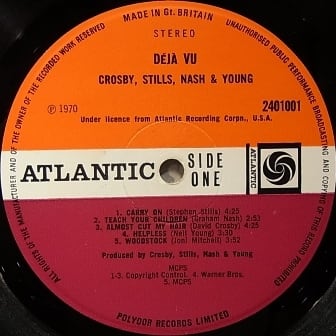 Made in Gt. Britain
STEREO
DÉJÀ VU
CROSBY, STILLS, NASH & YOUNG
℗ 1970
2401001
Under licence from Atlantic Recording Corpn., U.S.A.
ATLANTIC
SIDE
ONE
ATLANTIC
1. CARRY ON (Stephen Stills) 4:25
2. TEACH YOUR CHILDREN (Graham Nash) 2:53
3. ALMOST CUT MY HAIR (David Crosby) 4:25
4. HELPLESS (Neil Young) 3:30
5. WOODSTOCK (Joni Mitchell) 3:52
Produced by Crosby, Stills, Nash & Young
MCPS
1-3. Copyright Control. 4. Warner Bros.
5. MCPS
POLYDOR RECORDS LIMITED
ALL RIGHTS OF THE MANUFACTURER AND OF THE OWNER OF THE RECORDED WORK RESERVED
UNAUTHORISED PUBLIC PERFORMANCE BROADCASTING AND COPYING OF THIS RECORD PROHIBITED